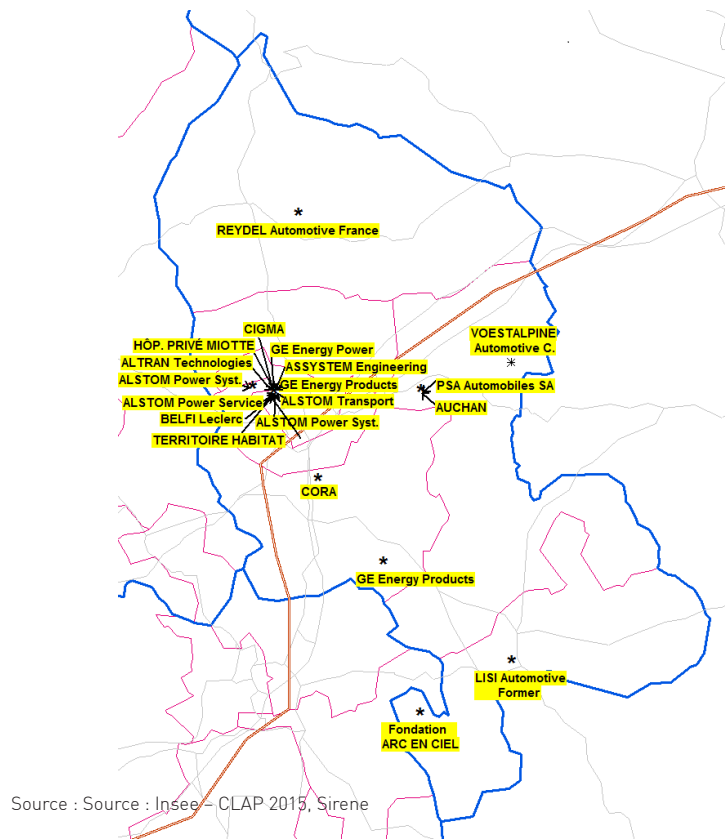 REYDEL Automotive France
CIGMA
HÔP. PRIVÉ MIOTTE
GE Energy Power
ALTRAN Technologies
ASSYSTEM Engineering
ALSTOM Power Syst.
GE Energy Products
ALSTOM Power Service
ALSTOM Transport
BELFI Leclerc
ALSTOM Power Syst.
TERRITOIRE HABITAT
VOESTALPINE
Automotive C.
PSA Automobiles SA
AUCHAN
CORA
GE Energy Products
LISI Automotive
Former
Fondation
ARC EN CIEL
Source : Source : Insee – CLAP 2015, Sirene